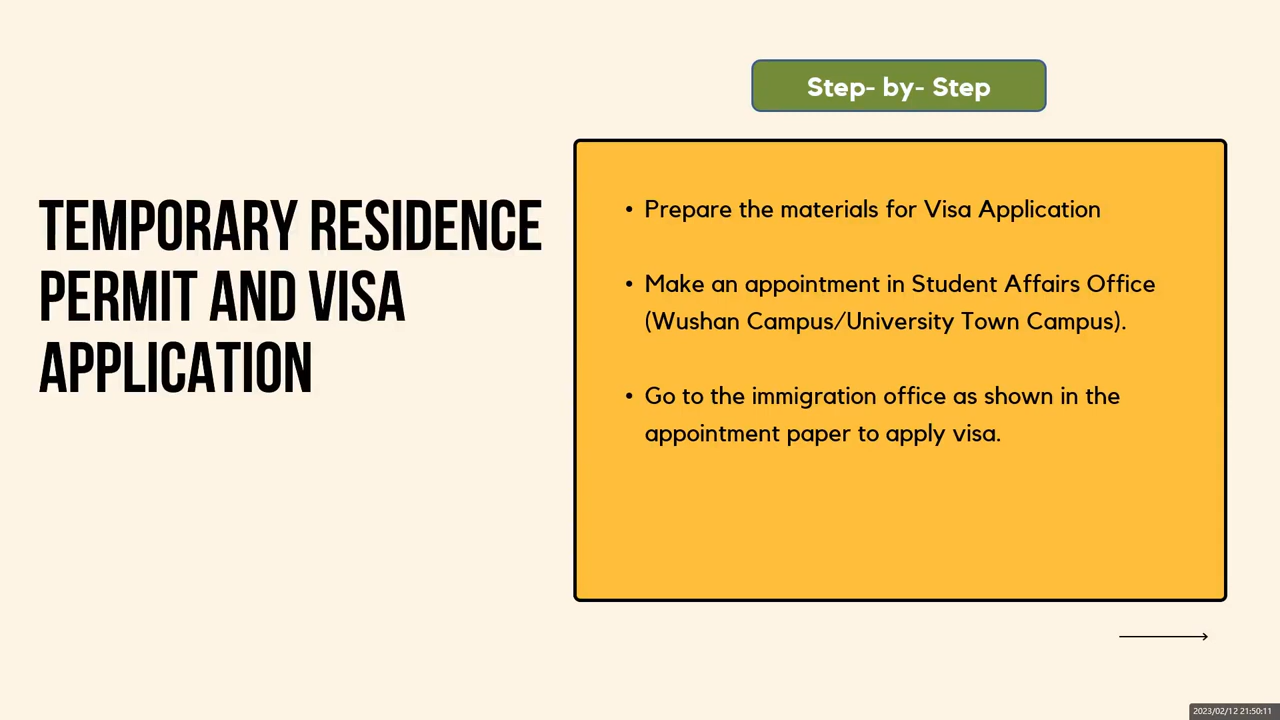 Step- by- Step
TEMPORARY RESIDENCE
PERMIT AND VISA
APPLICATION
• Prepare the materials for Visa Application
• Make an appointment in Student Affairs Office
(Wushan Campus/University Town Campus).
• Go to the immigration office as shown in the
appointment paper to apply visa.
2023/02/12 21:50:11